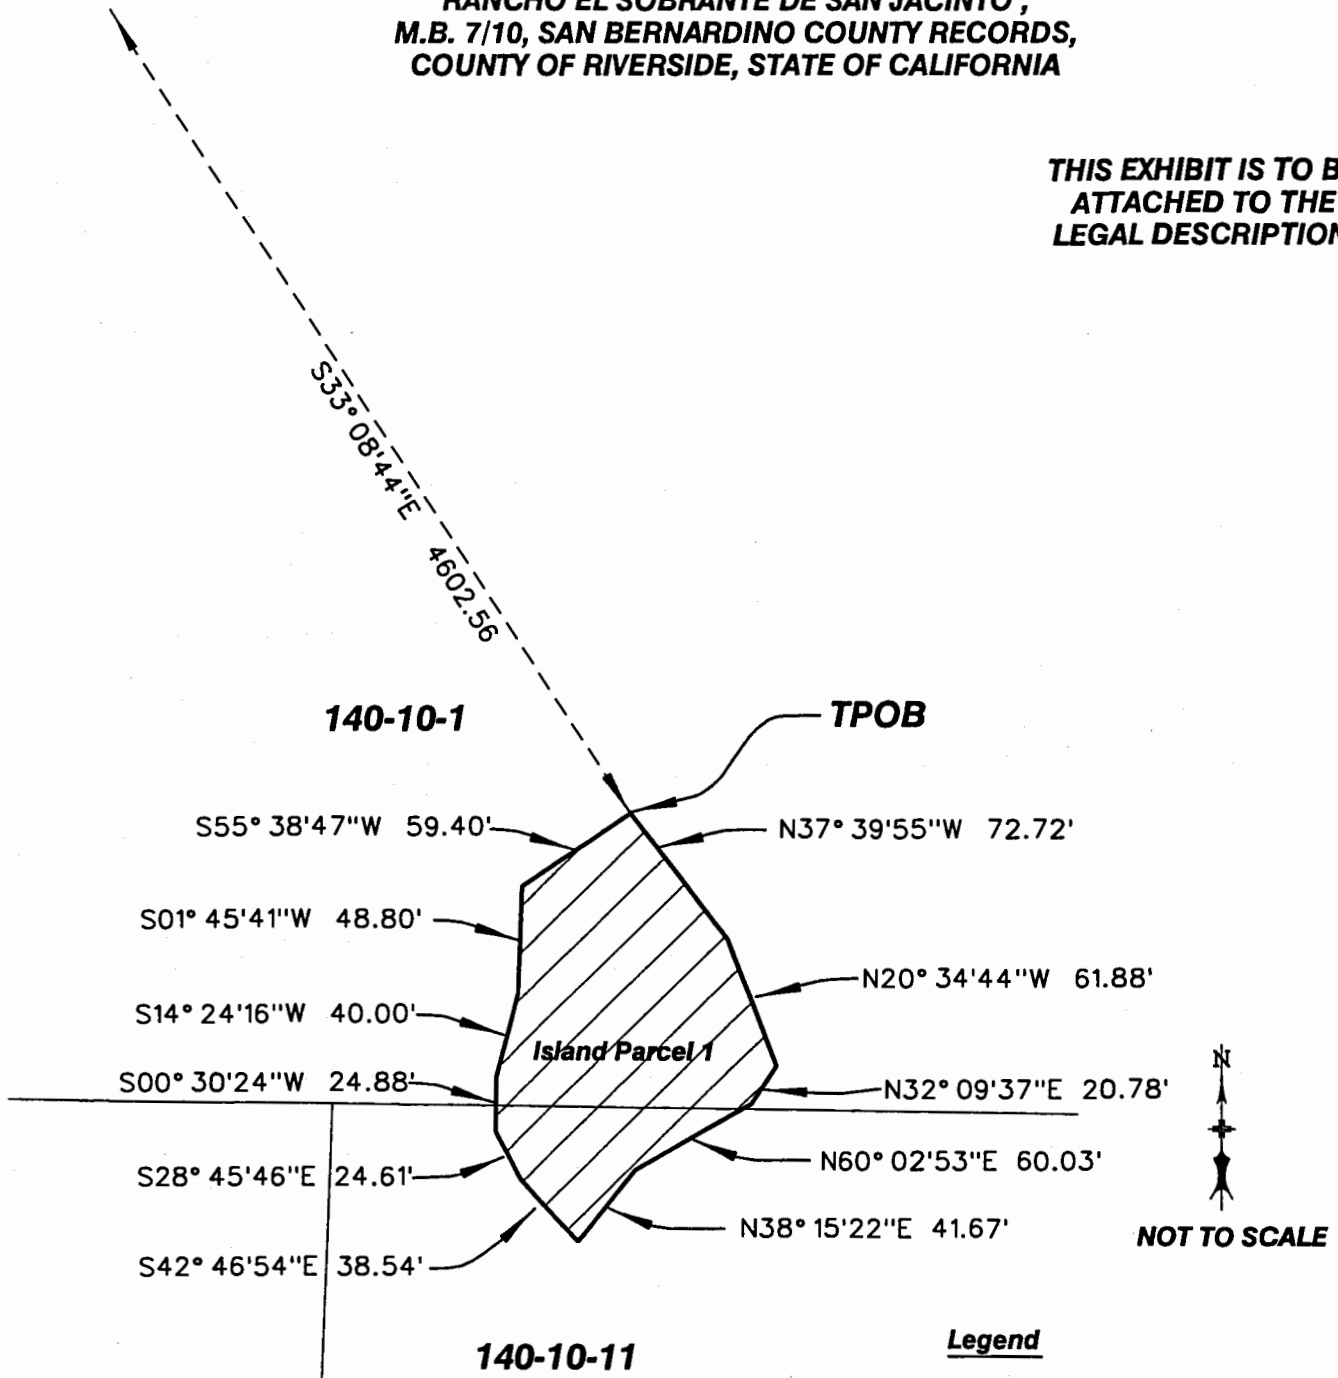 "RANCHO EL SOBRANTE DE SAN JACINTO",
M.B. 7/10, SAN BERNARDINO COUNTY RECORDS,
COUNTY OF RIVERSIDE, STATE OF CALIFORNIA
THIS EXHIBIT IS TO B
ATTACHED TO THE
LEGAL DESCRIPTION
S33° 08'44"E 4602.56
140-10-1
TPOB
S55° 38'47"W 59.40'
N37° 39'55"W 72.72'
S01° 45'41"W 48.80'
N20° 34'44"W 61.88'
S14° 24'16"W 40.00'
Island Parcel 1
S00° 30'24"W 24.88'
N32° 09'37"E 20.78'
N
S28° 45'46"E 24.61'
N60° 02'53"E 60.03'
N38° 15'22"E 41.67'
NOT TO SCALE
S42° 46'54"E 38.54'
140-10-11
Legend